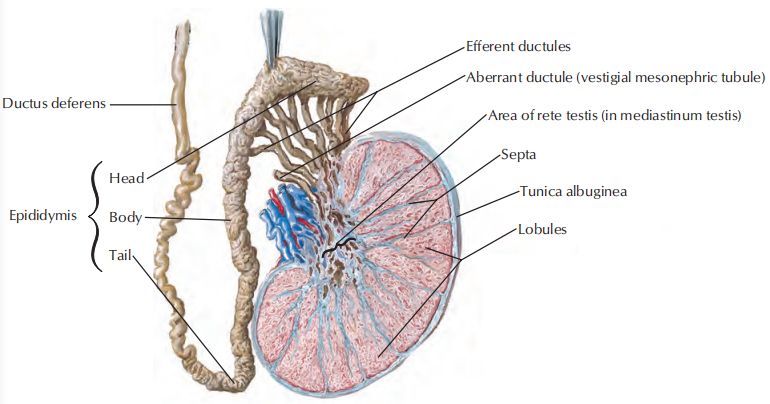 Efferent ductules
Aberrant ductule (vestigial mesonephric tubule)
Ductus deferens
Area of rete testis (in mediastinum testis)
Septa
Head
Tunica albuginea
Epididymis
Body
Lobules
Tail